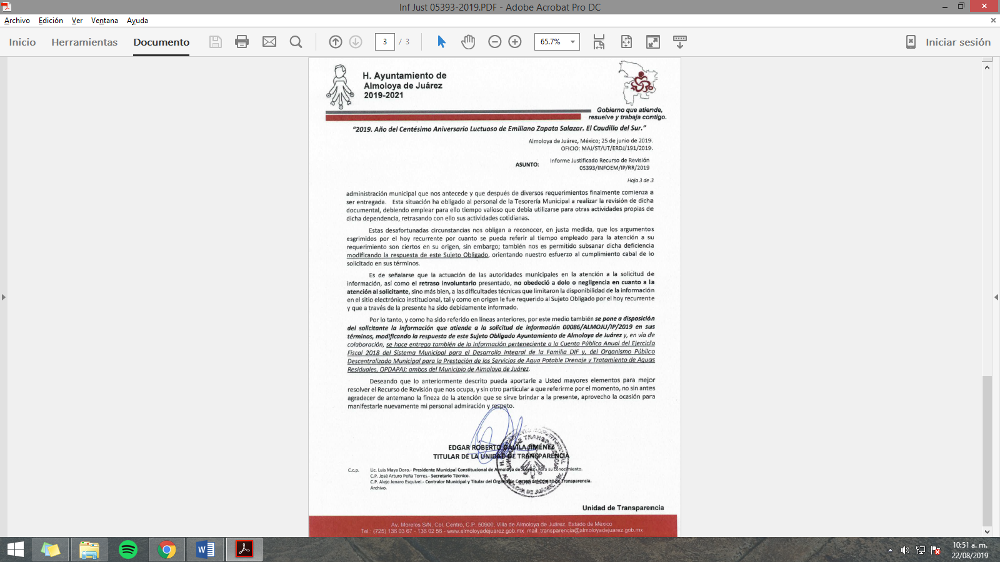 Inf Just 05393-2019.PDF - Adobe Acrobat Pro DC
Archivo Edición Ver Ventana Ayuda
Inicio Herramientas Documento 3 / 3 65.7% Iniciar sesión
H. Ayuntamiento de
Almoloya de Juárez
2019-2021
Gobierno que atiende,
resuelve y trabaja contigo.
"2019. Año del Centésimo Aniversario Luctuoso de Emiliano Zapata Salazar. El Caudillo del Sur."
Almoloya de Juárez, México; 25 de junio de 2019.
OFICIO: MAJ/ST/UT/ERDJ/191/2019.
ASUNTO: Informe Justificado Recurso de Revisión
05393/INFOEM/IP/RR/2019
Hoja 3 de 3
administración municipal que nos antecede y que después de diversos requerimientos finalmente comienza a
ser entregada. Esta situación ha obligado al personal de la Tesorería Municipal a realizar la revisión de dicha
documental, debiendo emplear para ello tiempo valioso que debía utilizarse para otras actividades propias de
dicha dependencia, retrasando con ello sus actividades cotidianas.
Estas desafortunadas circunstancias nos obligan a reconocer, en justa medida, que los argumentos
esgrimidos por el hoy recurrente por cuanto se pueda referir al tiempo empleado para la atención a su
requerimiento son ciertos en su origen, sin embargo; también nos es permitido subsanar dicha deficiencia
modificando la respuesta de este Sujeto Obligado, orientando nuestro esfuerzo al cumplimiento cabal de lo
solicitado en sus términos.
Es de señalarse que la actuación de las autoridades municipales en la atención a la solicitud de
información, así como el retraso involuntario presentado, no obedeció a dolo o negligencia en cuanto a la
atención al solicitante, sino más bien, a las dificultades técnicas que limitaron la disponibilidad de la información
en el sitio electrónico institucional, tal y como en origen le fue requerido al Sujeto Obligado por el hoy recurrente
y que a través de la presente ha sido debidamente informado.
Por lo tanto, y como ha sido referido en líneas anteriores, por este medio también se pone a disposición
del solicitante la información que atiende a la solicitud de información 00086/ALMOJU/IP/2019 en sus
términos, modificando la respuesta de este Sujeto Obligado Ayuntamiento de Almoloya de Juárez y, en vía de
colaboración, se hace entrega también de la información perteneciente a la Cuenta Pública Anual del Ejercicio
Fiscal 2018 del Sistema Municipal para el Desarrollo Integral de la Familia DIF y, del Organismo Público
Descentralizado Municipal para la Prestación de los Servicios de Agua Potable Drenaje y Tratamiento de Aguas
Residuales, OPDAPAJ; ambos del Municipio de Almoloya de Juárez.
Deseando que lo anteriormente descrito pueda aportarle a Usted mayores elementos para mejor
resolver el Recurso de Revisión que nos ocupa, y sin otro particular a que referirme por el momento, no sin antes
agradecer de antemano la fineza de la atención que se sirve brindar a la presente, aprovecho la ocasión para
manifestarle nuevamente mi personal admiración y respeto.
EDGAR ROBERTO DÁVILA JIMÉNEZ
TITULAR DE LA UNIDAD DE TRANSPARENCIA
C.c.p. Lic. Luis Maya Doro.- Presidente Municipal Constitucional de Almoloya de Juárez.- Para su conocimiento.
C.P. José Arturo Peña Torres.- Secretario Técnico.
C.P. Alejo Jenaro Esquivel.- Contralor Municipal y Titular del Órgano de Control del Comité de Transparencia.
Archivo.
Unidad de Transparencia
Av. Morelos S/N, Col. Centro, C.P. 50900, Villa de Almoloya de Juárez, Estado de México
Tel.: (725) 136 03 67 - 136 02 56 - www.almoloyadejuarez.gob.mx mail: transparencia@almoloyadejuarez.gob.mx
10:51 a. m.
22/08/2019